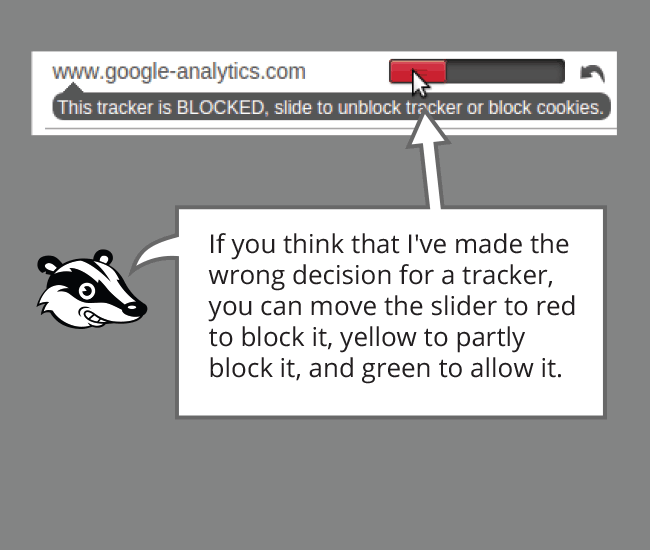 www.google-analytics.com
This tracker is BLOCKED, slide to unblock tracker or block cookies.
If you think that I've made the
wrong decision for a tracker,
you can move the slider to red
to block it, yellow to partly
block it, and green to allow it.